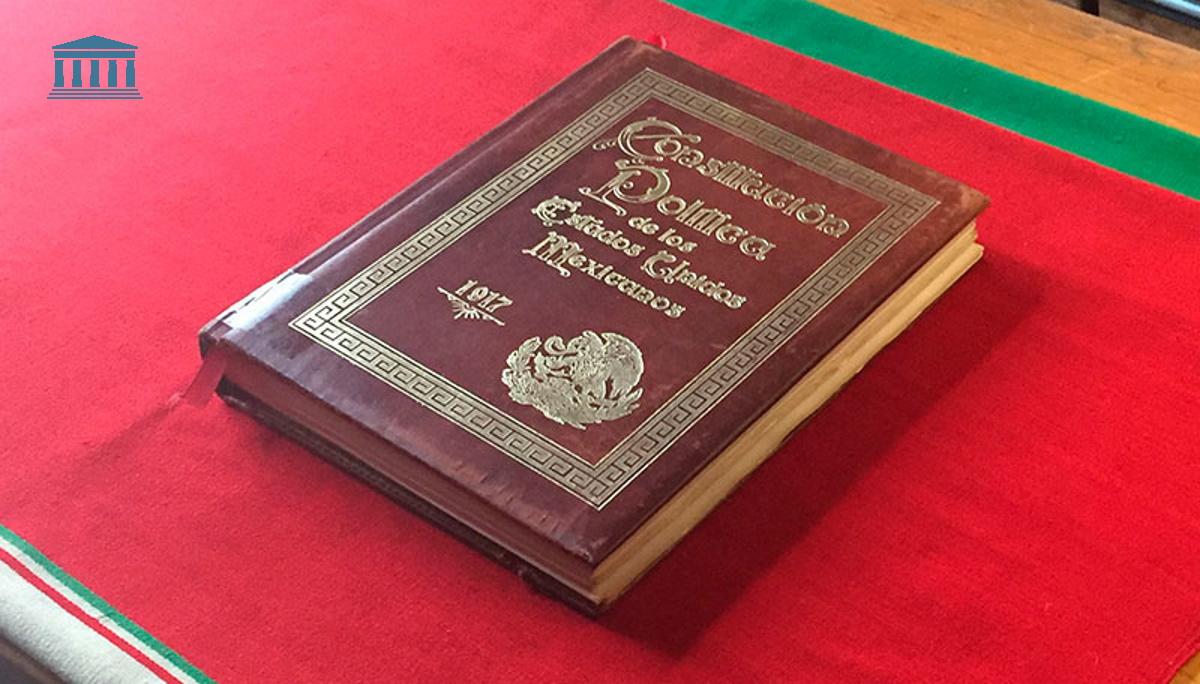 Constitución
Política
de los
Estados Unidos
Mexicanos
1917